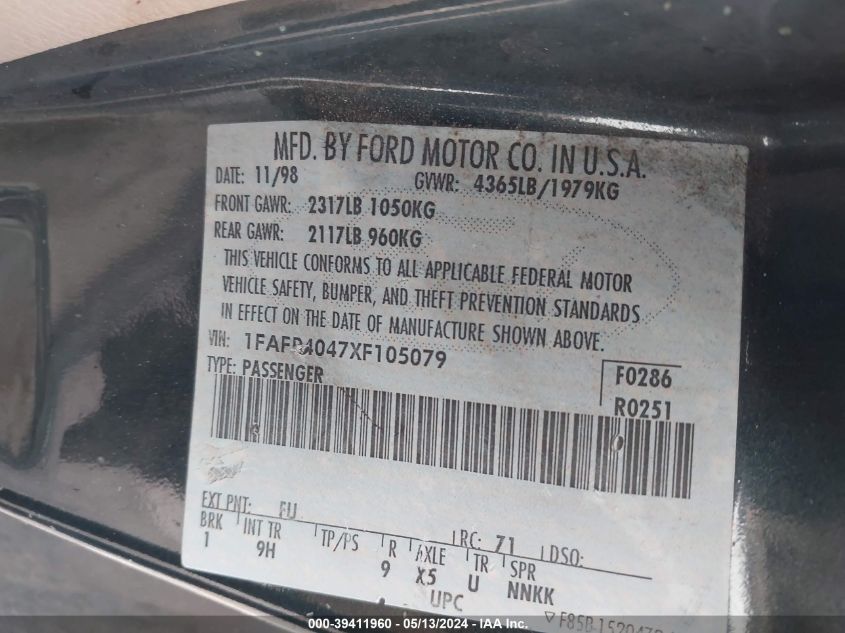 MFD. BY FORD MOTOR CO. IN U.S.A.
DATE: 11/98 GVWR: 4365LB/1979KG
FRONT GAWR: 2317LB 1050KG
REAR GAWR: 2117LB 960KG
THIS VEHICLE CONFORMS TO ALL APPLICABLE FEDERAL MOTOR
VEHICLE SAFETY, BUMPER, AND THEFT PREVENTION STANDARDS
IN EFFECT ON THE DATE OF MANUFACTURE SHOWN ABOVE.
VIN: 1FAFP4047XF105079
TYPE: PASSENGER
F0286
R0251
EXT PNT: RC: 71 DSO:
BRK INT TR TP/PS R AXLE TR SPR
1 9H 9 X5 U NNKK
UPC
000-39411960 - 05/13/2024 - IAAI.COM